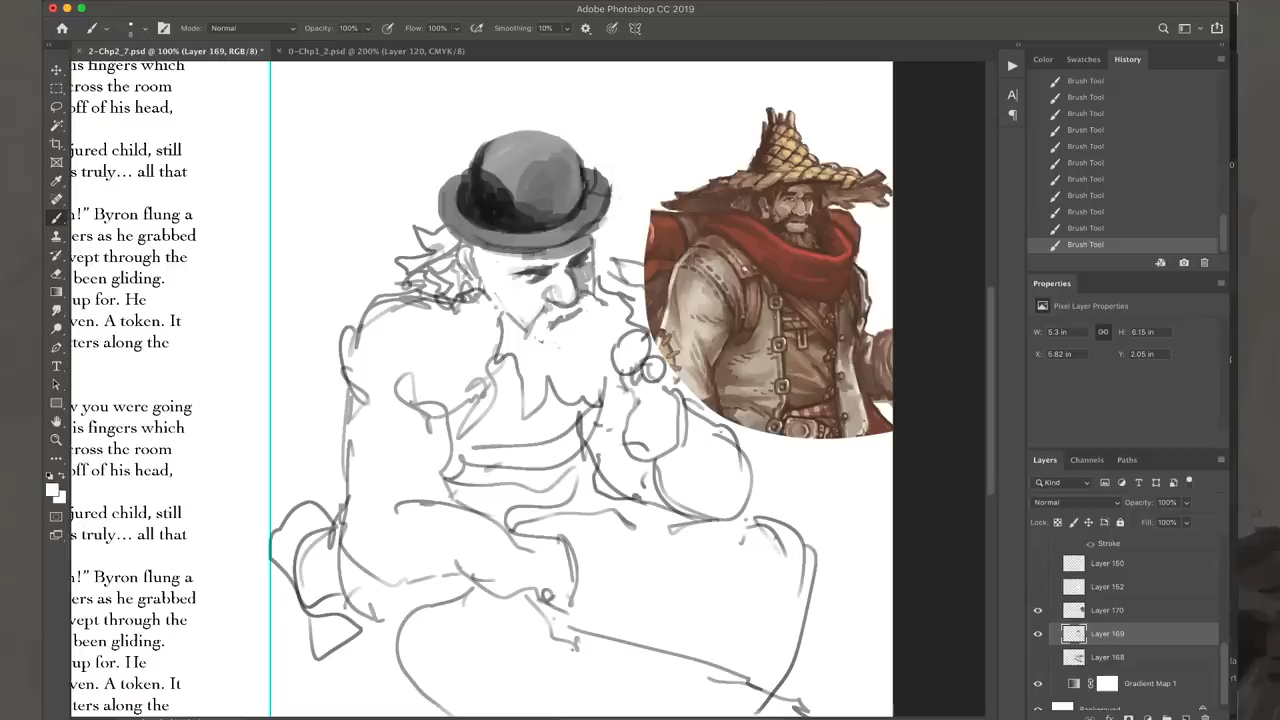 Adobe Photoshop CC 2019
8
Mode: Normal Opacity: 100% Flow: 100% Smoothing: 10%
× 2-Chp2_7.psd @ 100% (Layer 169, RGB/8) * × 0-Chp1_2.psd @ 200% (Layer 120, CMYK/8)
is fingers which
cross the room
off of his head,
jured child, still
s truly… all that
n!” Byron flung a
ers as he grabbed
wept through the
been gliding.
up for. He
ven. A token. It
tters along the
w you were going
is fingers which
cross the room
off of his head,
jured child, still
s truly… all that
n!” Byron flung a
ers as he grabbed
wept through the
been gliding.
up for. He
ven. A token. It
tters along the
Color Swatches History
Brush Tool
Brush Tool
Brush Tool
Brush Tool
Brush Tool
Brush Tool
Brush Tool
Brush Tool
Brush Tool
Brush Tool
Brush Tool
Properties
Pixel Layer Properties
W: 5.3 in H: 6.15 in
X: 5.82 in Y: 2.05 in
Layers Channels Paths
Kind
Normal Opacity: 100%
Lock: Fill: 100%
Stroke
Layer 150
Layer 152
Layer 170
Layer 169
Layer 168
Gradient Map 1
Background